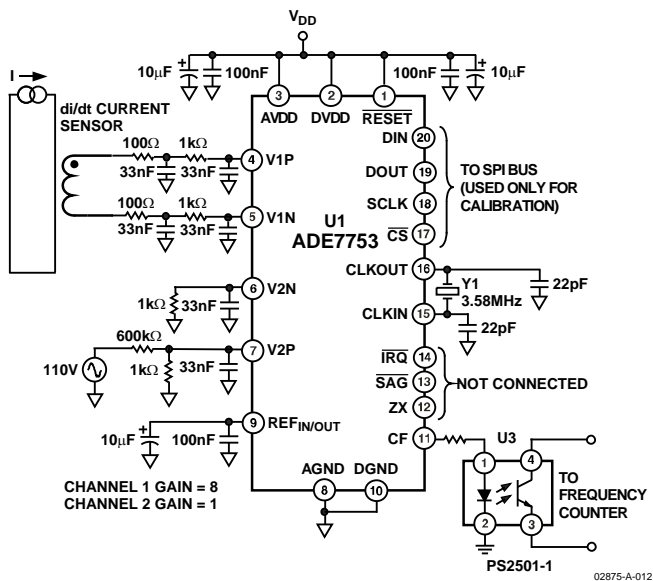 VDD
I
10µF
100nF
100nF
10µF
3
2
1
AVDD
DVDD
RESET
di/dt CURRENT
SENSOR
100Ω
1kΩ
33nF
33nF
4
V1P
100Ω
1kΩ
33nF
33nF
5
V1N
U1
ADE7753
DIN
20
DOUT
19
SCLK
18
CS
17
TO SPI BUS
(USED ONLY FOR
CALIBRATION)
CLKOUT
16
Y1
3.58MHz
22pF
CLKIN
15
22pF
1kΩ
33nF
6
V2N
600kΩ
110V
1kΩ
33nF
7
V2P
IRQ
14
SAG
13
ZX
12
NOT CONNECTED
10µF
100nF
9
REFIN/OUT
CF
11
U3
1
4
2
3
TO
FREQUENCY
COUNTER
PS2501-1
AGND
DGND
8
10
CHANNEL 1 GAIN = 8
CHANNEL 2 GAIN = 1
02875-A-012